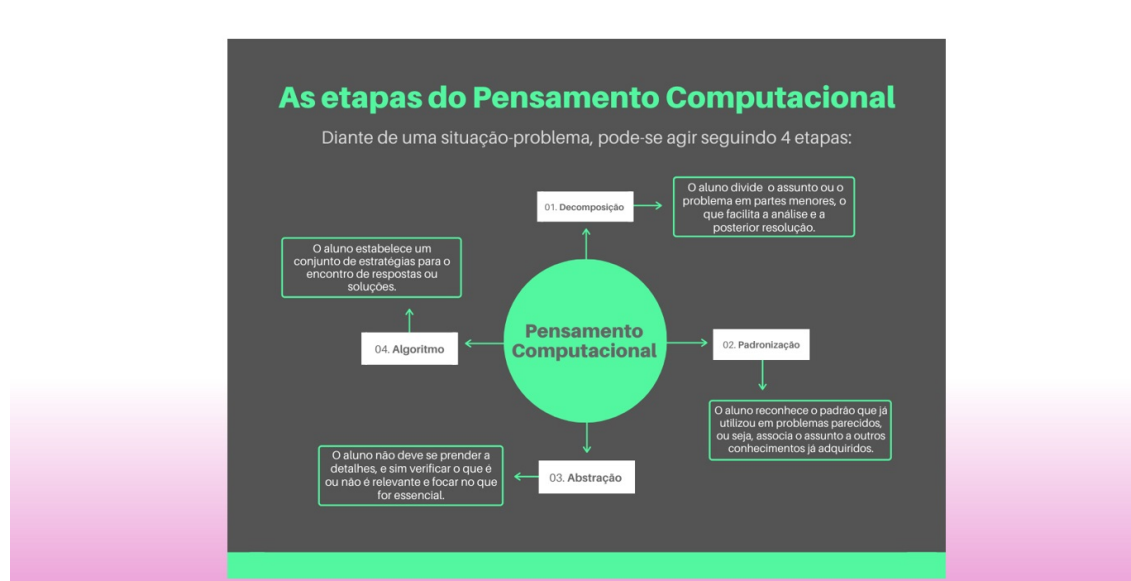 As etapas do Pensamento Computacional
Diante de uma situação-problema, pode-se agir seguindo 4 etapas:
01. Decomposição
O aluno divide o assunto ou o
problema em partes menores, o
que facilita a análise e a
posterior resolução.
Pensamento
Computacional
02. Padronização
O aluno reconhece o padrão que já
utilizou em problemas parecidos,
ou seja, associa o assunto a outros
conhecimentos já adquiridos.
03. Abstração
O aluno não deve se prender a
detalhes, e sim verificar o que é
ou não é relevante e focar no que
for essencial.
04. Algoritmo
O aluno estabelece um
conjunto de estratégias para o
encontro de respostas ou
soluções.